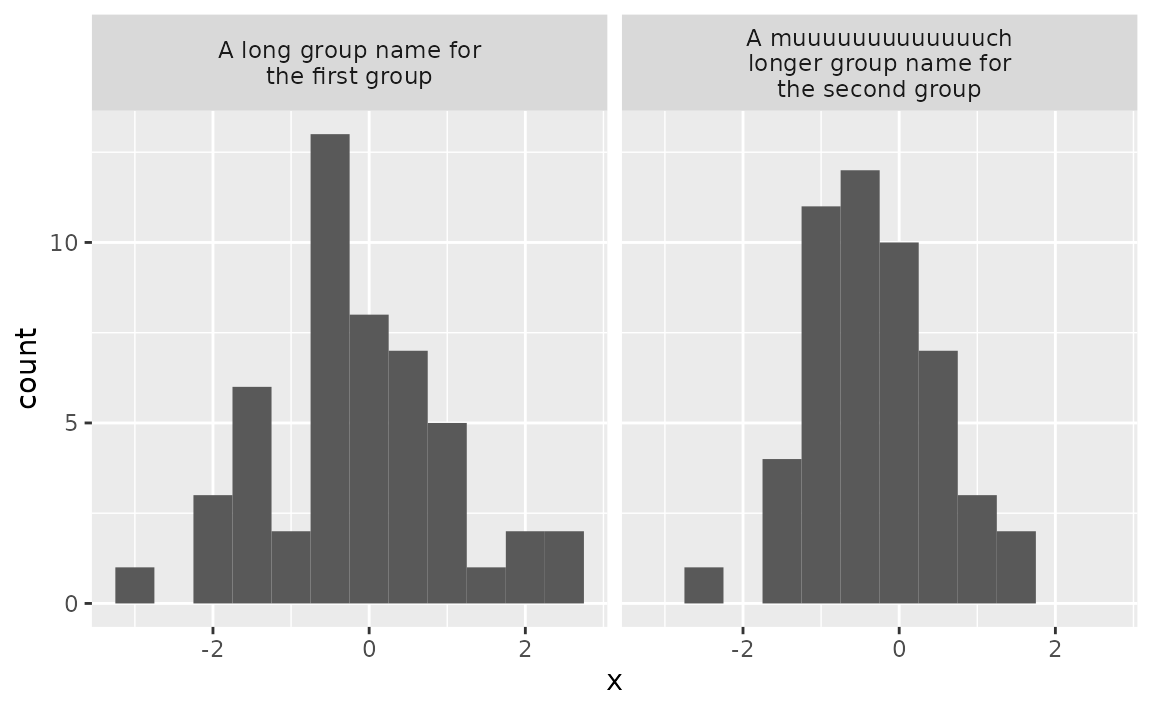 A long group name for
the first group
A muuuuuuuuuuuuuch
longer group name for
the second group
count
10
5
0
-2
0
2
-2
0
2
x